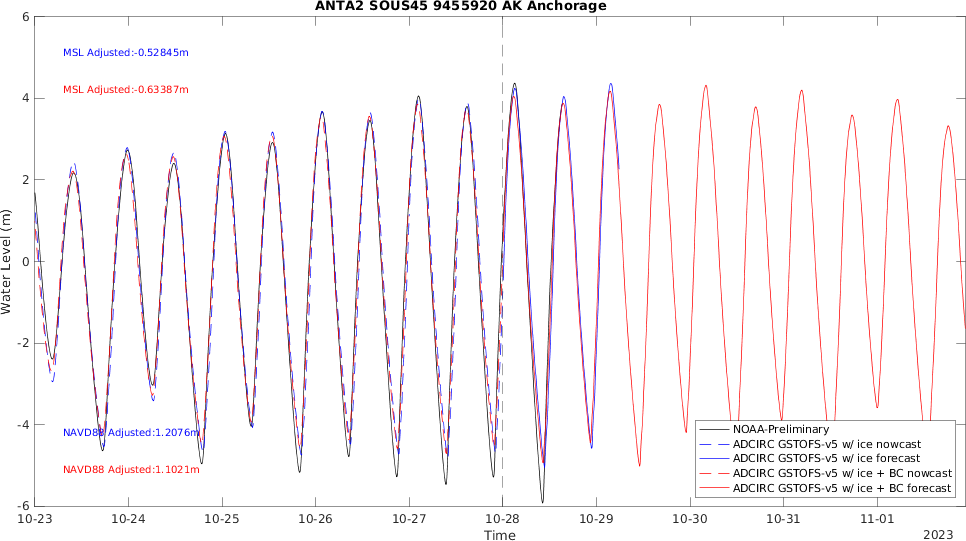 ANTA2 SOUS45 9455920 AK Anchorage
6
MSL Adjusted:-0.52845m
MSL Adjusted:-0.63387m
4
2
0
-2
-4
-6
Water Level (m)
NAVD88 Adjusted:1.2076m
NAVD88 Adjusted:1.1021m
NOAA-Preliminary
ADCIRC GSTOFS-v5 w/ ice nowcast
ADCIRC GSTOFS-v5 w/ ice forecast
ADCIRC GSTOFS-v5 w/ ice + BC nowcast
ADCIRC GSTOFS-v5 w/ ice + BC forecast
10-23 10-24 10-25 10-26 10-27 10-28 10-29 10-30 10-31 11-01
Time
2023